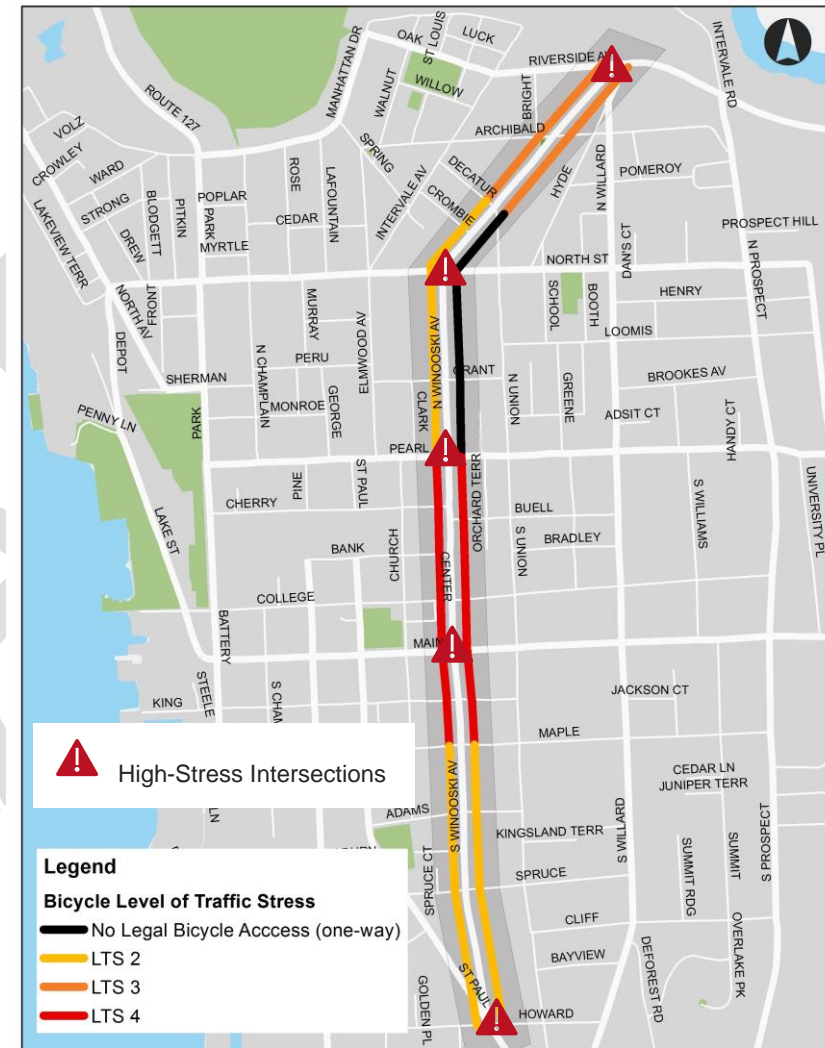 OAK
ST LOUIS
LUCK
RIVERSIDE AV
INTERVALE RD
MANHATTAN DR
WALNUT
WILLOW
BRIGHT
ROUTE 127
ARCHIBALD
VOLZ
CROWLEY
WARD
SPRING
DECATUR
HYDE
N WILLARD
POMEROY
LAKEVIEW TERR
STRONG
BLODGETT
PITKIN
POPLAR
ROSE
LAFOUNTAIN
INTERVALE AV
CROMBIE
PARK
CEDAR
DREW
MYRTLE
PROSPECT HILL
NORTH ST
DAN'S CT
N PROSPECT
NORTH AV
FRONT
DEPOT
MURRAY
ELMWOOD AV
N WINOOSKI AV
SCHOOL
BOOTH
HENRY
LOOMIS
N CHAMPLAIN
PERU
GRANT
SHERMAN
GEORGE
CLARK
N UNION
GREENE
BROOKES AV
PENNY LN
PARK
MONROE
ADSIT CT
HANDY CT
PEARL
ORCHARD TERR
PINE
ST PAUL
CHERRY
BUELL
S WILLIAMS
UNIVERSITY PL
LAKE ST
CHURCH
S UNION
BRADLEY
BANK
CENTER
COLLEGE
BATTERY
MAIN
STEELE
KING
S CHAM
JACKSON CT
MAPLE
High-Stress Intersections
S WINOOSKI AV
CEDAR LN
JUNIPER TERR
LN
ADAMS
KINGSLAND TERR
S WILLARD
S PROSPECT
SUMMIT
SUMMIT RDG
SPRUCE CT
SPRUCE
CLIFF
OVERLAKE PK
BAYVIEW
DEFOREST RD
ST PAUL
GOLDEN PL
HOWARD
Legend
Bicycle Level of Traffic Stress
No Legal Bicycle Acccess (one-way)
LTS 2
LTS 3
LTS 4